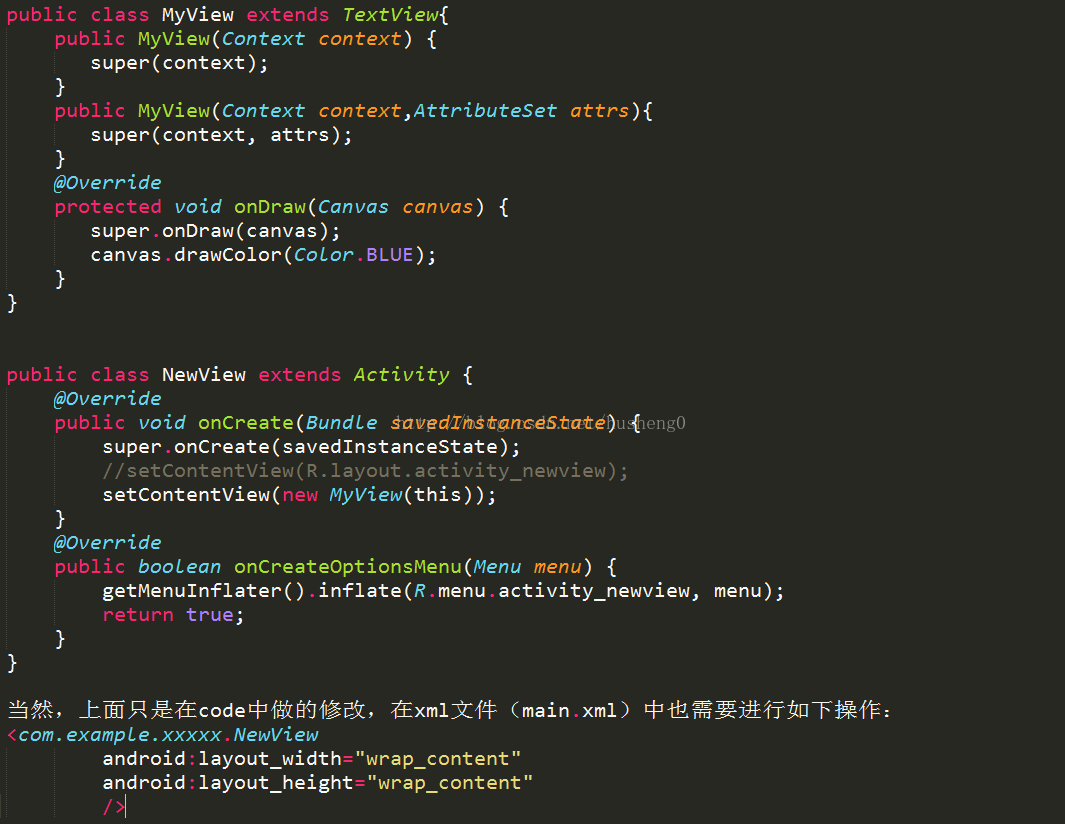 public class MyView extends TextView{
public MyView(Context context) {
super(context);
}
public MyView(Context context,AttributeSet attrs){
super(context, attrs);
}
@Override
protected void onDraw(Canvas canvas) {
super.onDraw(canvas);
canvas.drawColor(Color.BLUE);
}
}
public class NewView extends Activity {
@Override
public void onCreate(Bundle savedInstanceState) {
super.onCreate(savedInstanceState);
//setContentView(R.layout.activity_newview);
setContentView(new MyView(this));
}
@Override
public boolean onCreateOptionsMenu(Menu menu) {
getMenuInflater().inflate(R.menu.activity_newview, menu);
return true;
}
}
当然，上面只是在code中做的修改，在xml文件（main.xml）中也需要进行如下操作：
<com.example.xxxxx.NewView
android:layout_width="wrap_content"
android:layout_height="wrap_content"
/>